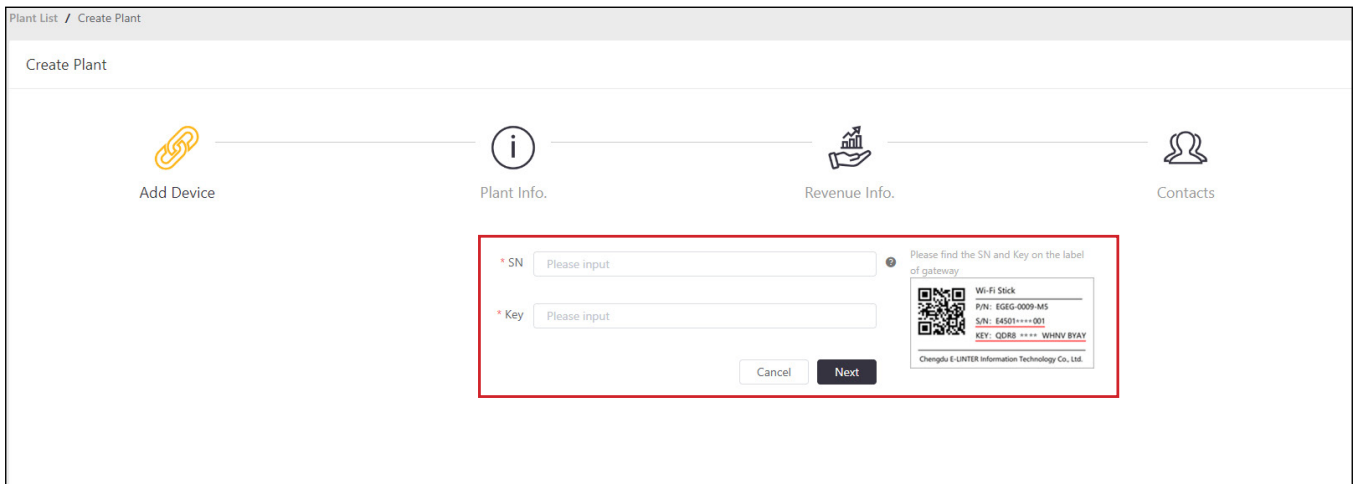 Plant List / Create Plant
Create Plant
Add Device
Plant Info.
Revenue Info.
Contacts
* SN Please input
* Key Please input
Cancel Next
Please find the SN and Key on the label
of gateway
Wi-Fi Stick
P/N: EGEG-0009-MS
S/N: E4501****001
KEY: QDR8 **** WHNV BYAY
Chengdu E-LINTER Information Technology Co., Ltd.